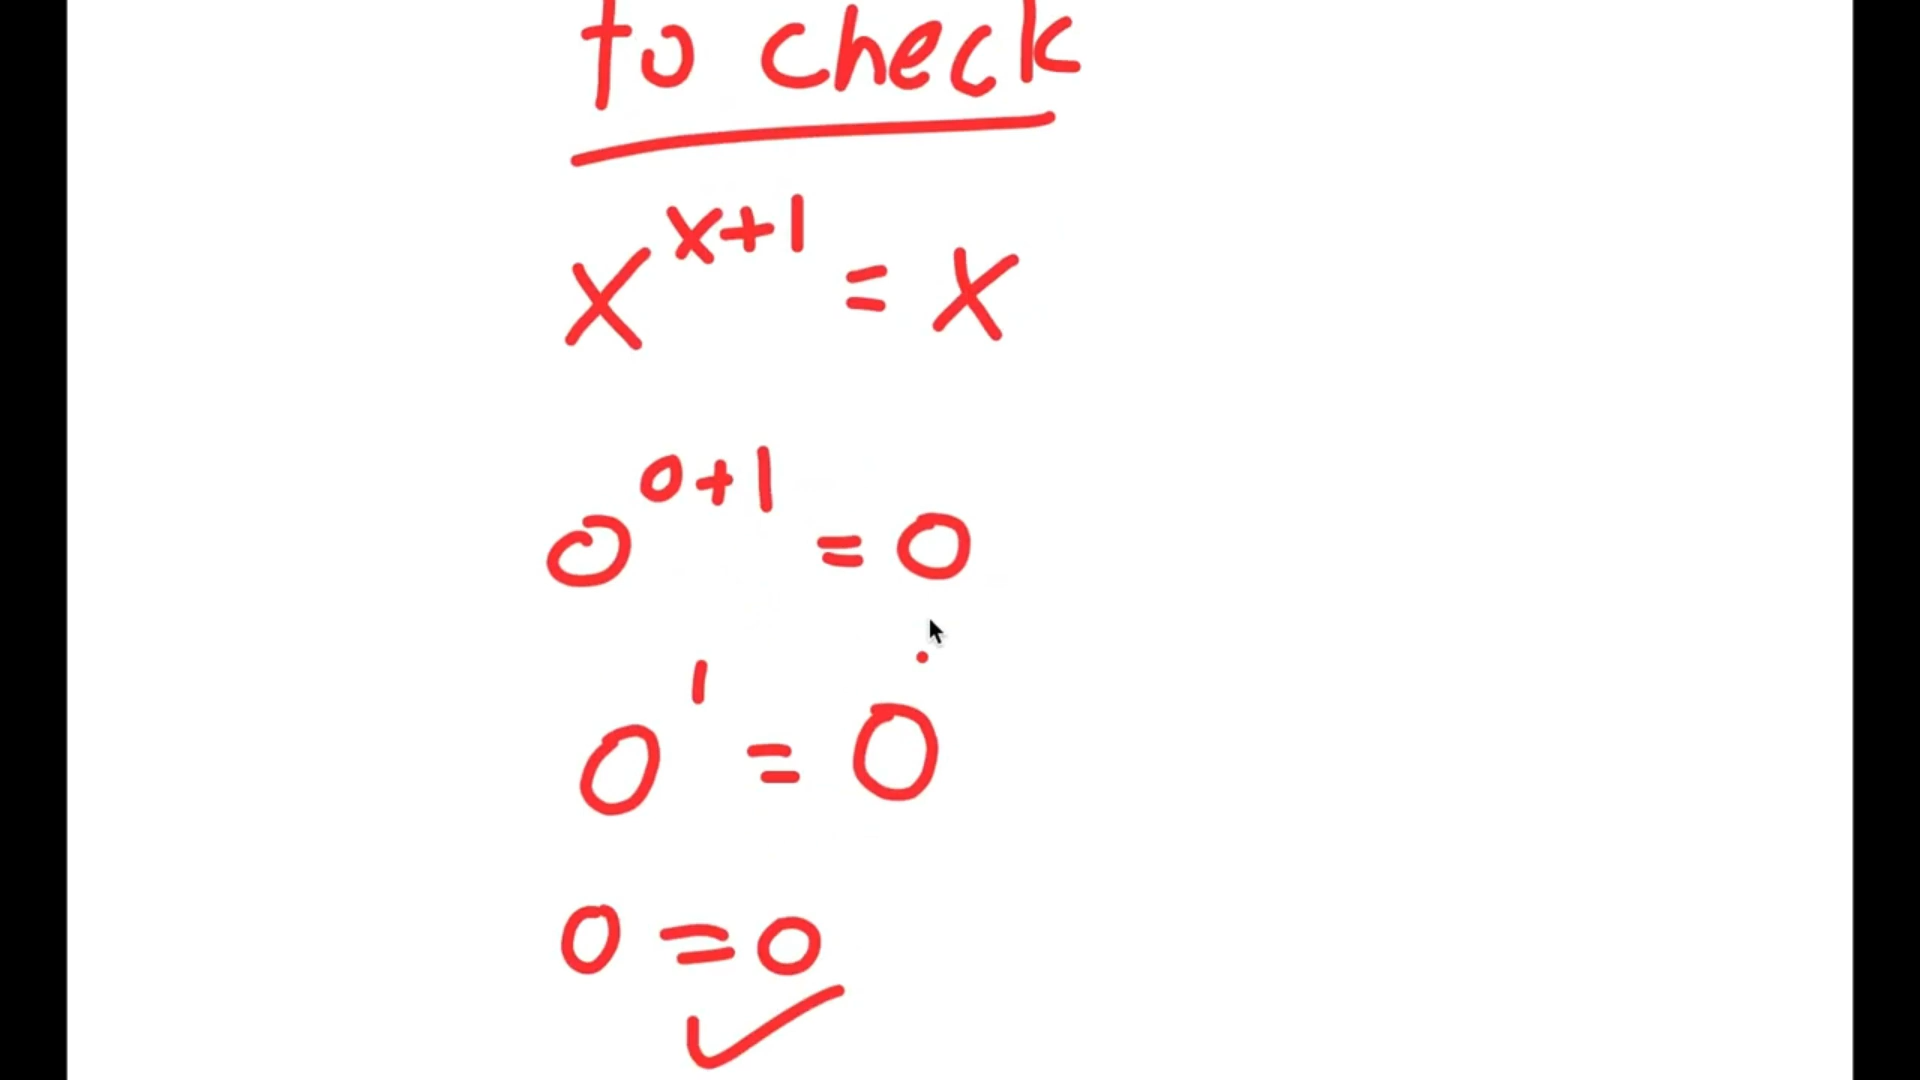 to check
x^{x+1} = x
0^{0+1} = 0
0^1 = 0
0 = 0 ✓